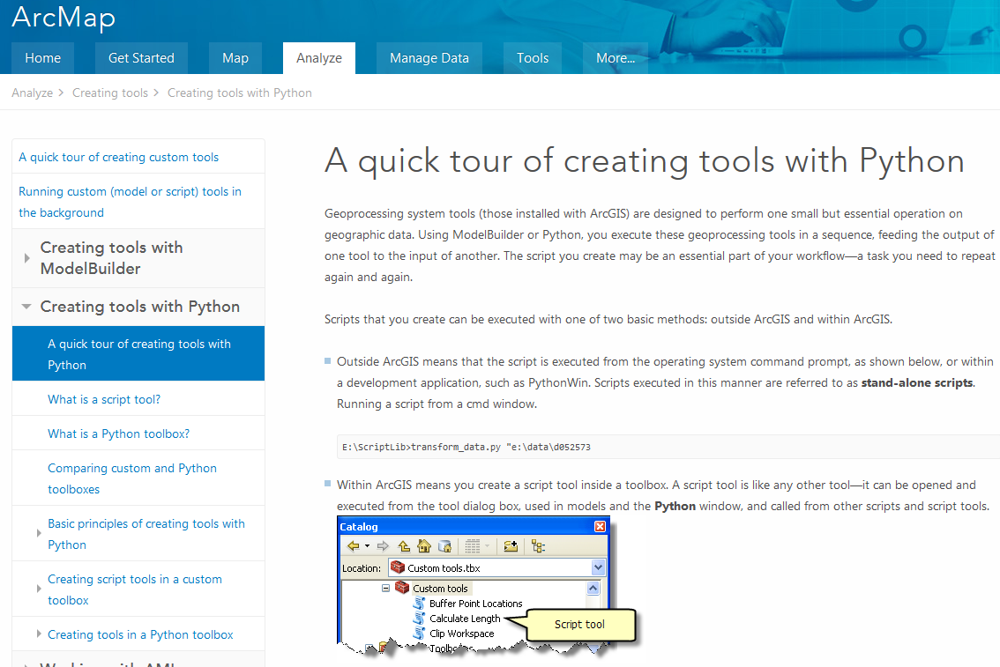 ArcMap
Home
Get Started
Map
Analyze
Manage Data
Tools
More...
Analyze
Creating tools
Creating tools with Python
A quick tour of creating custom tools
Running custom (model or script) tools in
the background
Creating tools with
ModelBuilder
Creating tools with Python
A quick tour of creating tools with
Python
What is a script tool?
What is a Python toolbox?
Comparing custom and Python
toolboxes
Basic principles of creating tools with
Python
Creating script tools in a custom
toolbox
Creating tools in a Python toolbox
A quick tour of creating tools with Python
Geoprocessing system tools (those installed with ArcGIS) are designed to perform one small but essential operation on
geographic data. Using ModelBuilder or Python, you execute these geoprocessing tools in a sequence, feeding the output of
one tool to the input of another. The script you create may be an essential part of your workflow—a task you need to repeat
again and again.
Scripts that you create can be executed with one of two basic methods: outside ArcGIS and within ArcGIS.
Outside ArcGIS means that the script is executed from the operating system command prompt, as shown below, or within
a development application, such as PythonWin. Scripts executed in this manner are referred to as stand-alone scripts.
Running a script from a cmd window.
E:\ScriptLib>transform_data.py "e:\data\d052573
Within ArcGIS means you create a script tool inside a toolbox. A script tool is like any other tool—it can be opened and
executed from the tool dialog box, used in models and the Python window, and called from other scripts and script tools.
Catalog
Location:
Custom tools.tbx
Custom tools
Buffer Point Locations
Calculate Length
Clip Workspace
Script tool